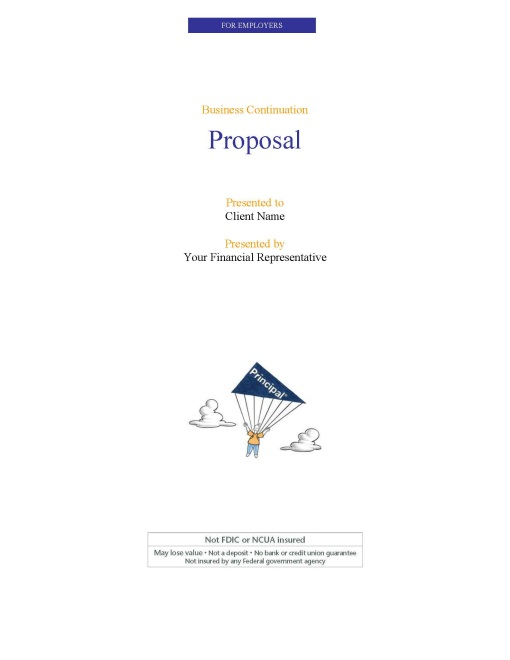 FOR EMPLOYERS
Business Continuation
Proposal
Presented to
Client Name
Presented by
Your Financial Representative
Principal®
Not FDIC or NCUA insured
May lose value • Not a deposit • No bank or credit union guarantee
Not insured by any Federal government agency